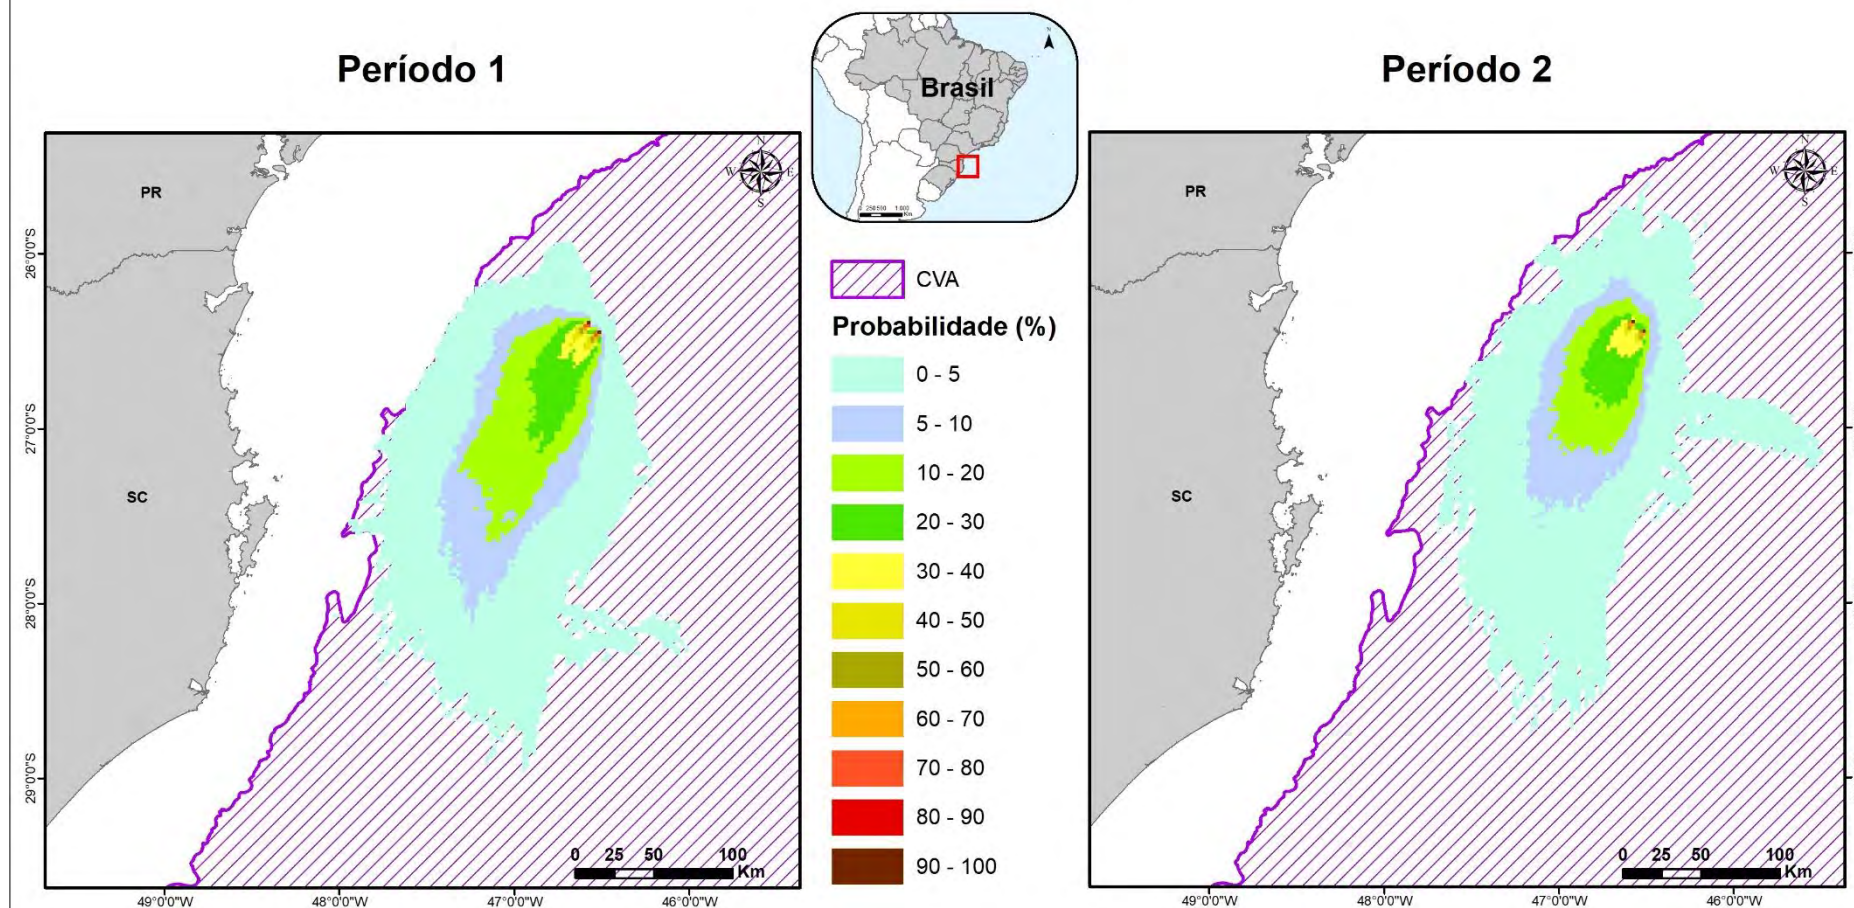 Período 1
PR
SC
N
W
E
S
28°0'0"S
27°0'0"S
28°0'0"S
29°0'0"S
0 25 50 100
Km
49°0'0"W 48°0'0"W 47°0'0"W 46°0'0"W
Brasil
Km
CVA
Probabilidade (%)
0 - 5
5 - 10
10 - 20
20 - 30
30 - 40
40 - 50
50 - 60
60 - 70
70 - 80
80 - 90
90 - 100
Período 2
PR
SC
N
W
E
S
0 25 50 100
Km
49°0'0"W 48°0'0"W 47°0'0"W 46°0'0"W